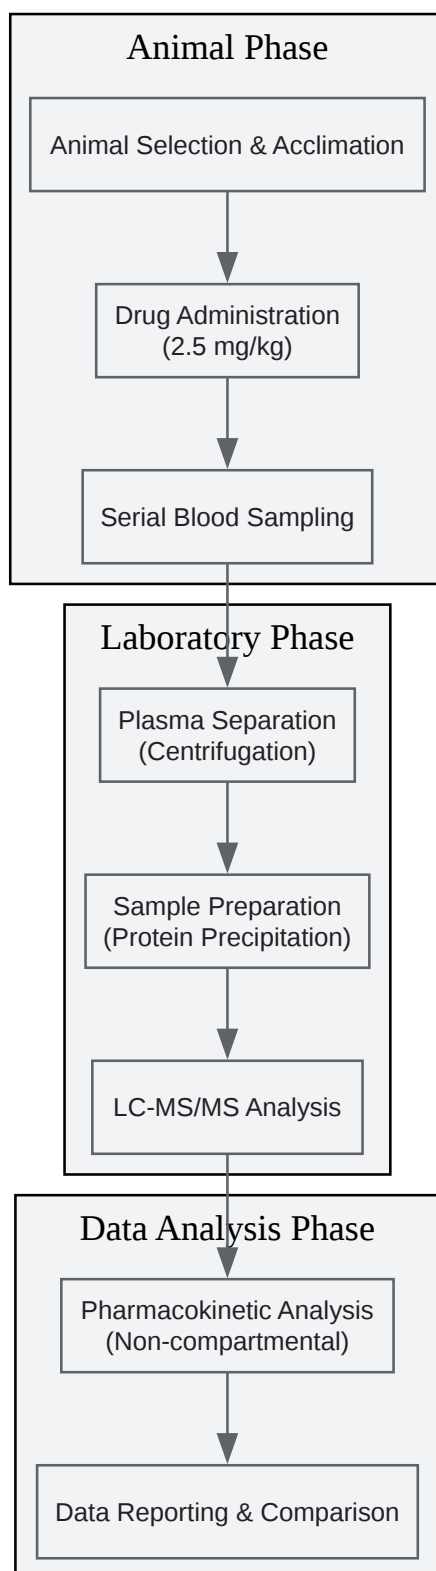 Animal Phase
Animal Selection & Acclimation
Drug Administration
(2.5 mg/kg)
Serial Blood Sampling
Laboratory Phase
Plasma Separation
(Centrifugation)
Sample Preparation
(Protein Precipitation)
LC-MS/MS Analysis
Data Analysis Phase
Pharmacokinetic Analysis
(Non-compartmental)
Data Reporting & Comparison